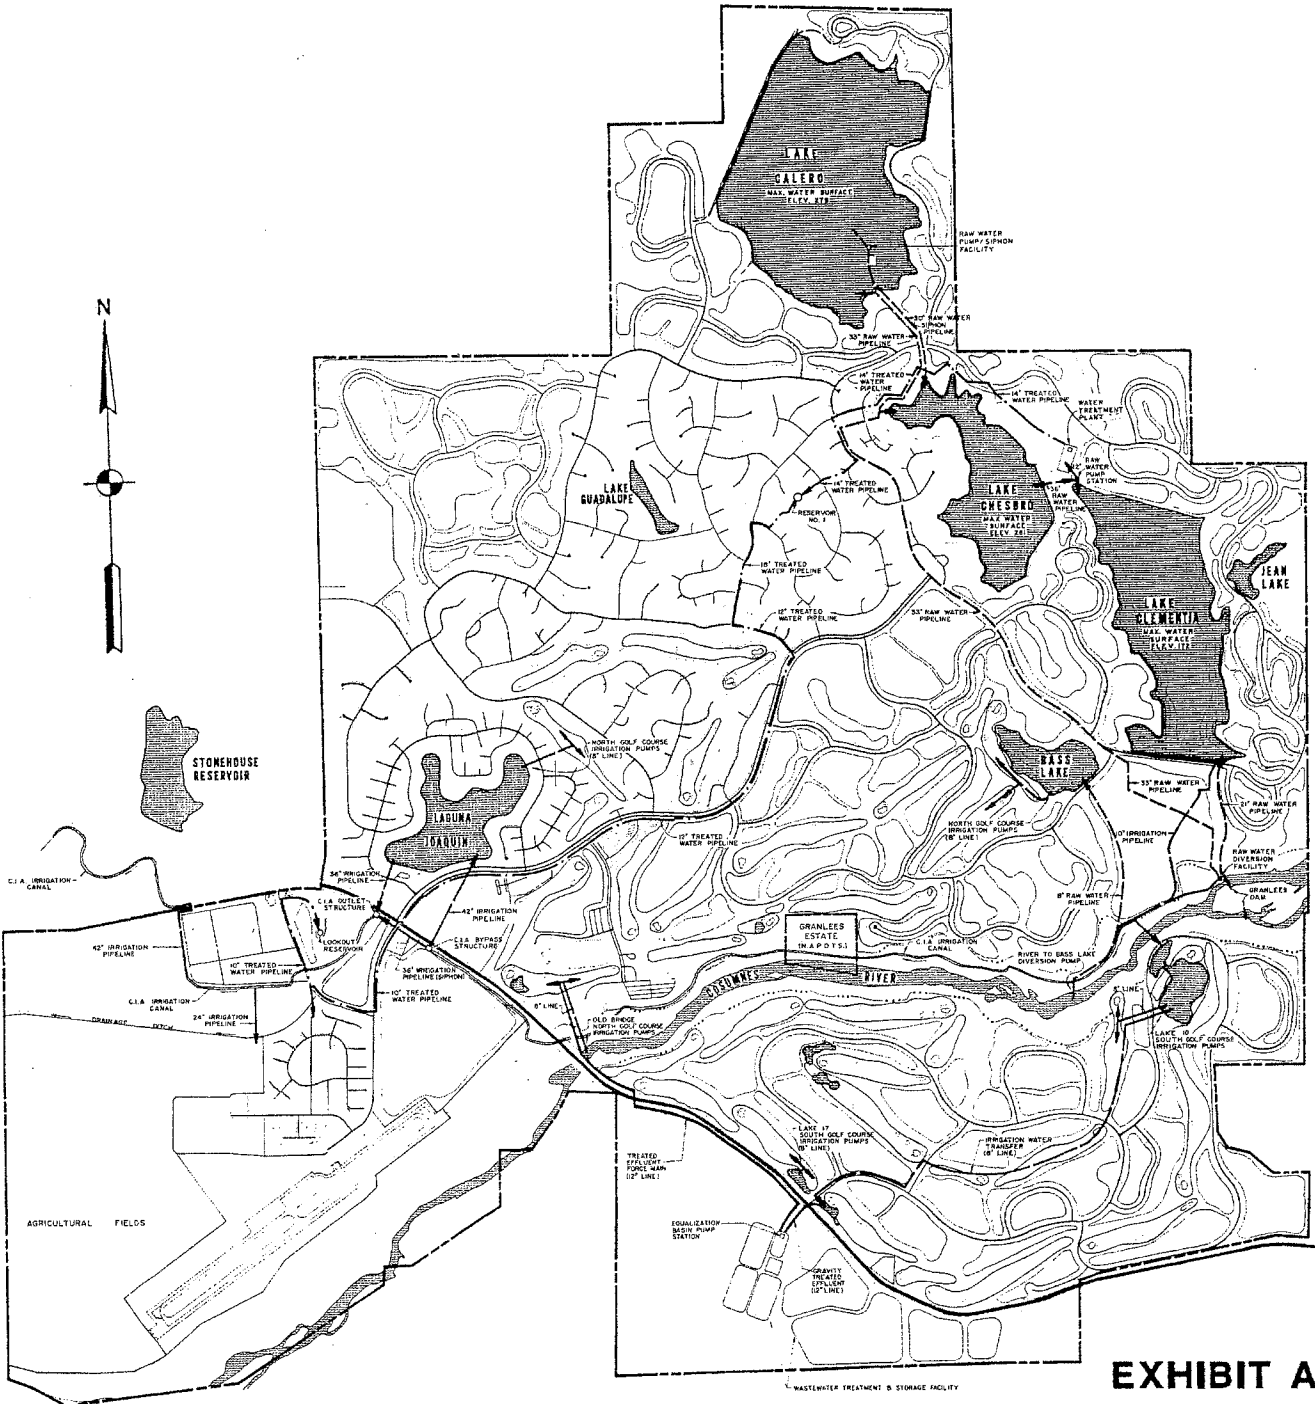 LAKE
CALERO
MAX. WATER SURFACE
RAW WATER
PUMP/SIPHON
FACILITY
N
30" RAW WATER
SIPHON
PIPELINE
33" RAW WATER
PIPELINE
14" TREATED
WATER
PIPELINE
14" TREATED
WATER PIPELINE
WATER
TREATMENT
PLANT
RAW
WATER
PUMP
STATION
36"
RAW
WATER
PIPELINE
LAKE
GUADALUPE
14" TREATED
WATER PIPELINE
RESERVOIR
NO. 1
LAKE
CHESBRO
MAX WATER
SURFACE
18" TREATED
WATER PIPELINE
JEAN
LAKE
12" TREATED
WATER PIPELINE
33" RAW WATER
PIPELINE
LAKE
CLEMENTIA
MAX. WATER
SURFACE
STONEHOUSE
RESERVOIR
NORTH GOLF COURSE
IRRIGATION PUMPS
(8" LINE)
BASS
LAKE
33" RAW WATER
PIPELINE
21" RAW WATER
PIPELINE
LAGUNA
JOAQUIN
12" TREATED
WATER PIPELINE
NORTH GOLF COURSE
IRRIGATION PUMPS
(8" LINE)
10" IRRIGATION
PIPELINE
RAW WATER
DIVERSION
FACILITY
C.I.A. IRRIGATION
CANAL
36" IRRIGATION
PIPELINE
GRANLEES
DAM
8" RAW WATER
PIPELINE
C.I.A. OUTLET
STRUCTURE
42" IRRIGATION
PIPELINE
GRANLEES
ESTATE
(N.A.P.O.T.S.)
LOOKOUT
RESERVOIR
C.I.A. BYPASS
STRUCTURE
C.I.A. IRRIGATION
CANAL
42" IRRIGATION
PIPELINE
RIVER TO BASS LAKE
DIVERSION PUMP
10" TREATED
WATER PIPELINE
36" IRRIGATION
PIPELINE (SIPHON)
COSUMNES
RIVER
C.I.A. IRRIGATION
CANAL
10" TREATED
WATER PIPELINE
8" LINE
24" IRRIGATION
PIPELINE
DRAINAGE DITCH
OLD BRIDGE
NORTH GOLF COURSE
IRRIGATION PUMPS
LAKE 10
SOUTH GOLF COURSE
IRRIGATION PUMPS
LAKE 17
SOUTH GOLF COURSE
IRRIGATION PUMPS
(8" LINE)
IRRIGATION WATER
TRANSFER
(8" LINE)
TREATED
EFFLUENT
FORCE MAIN
(12" LINE)
AGRICULTURAL FIELDS
EQUALIZATION
BASIN PUMP
STATION
GRAVITY
TREATED
EFFLUENT
(12" LINE)
WASTEWATER TREATMENT & STORAGE FACILITY
EXHIBIT A